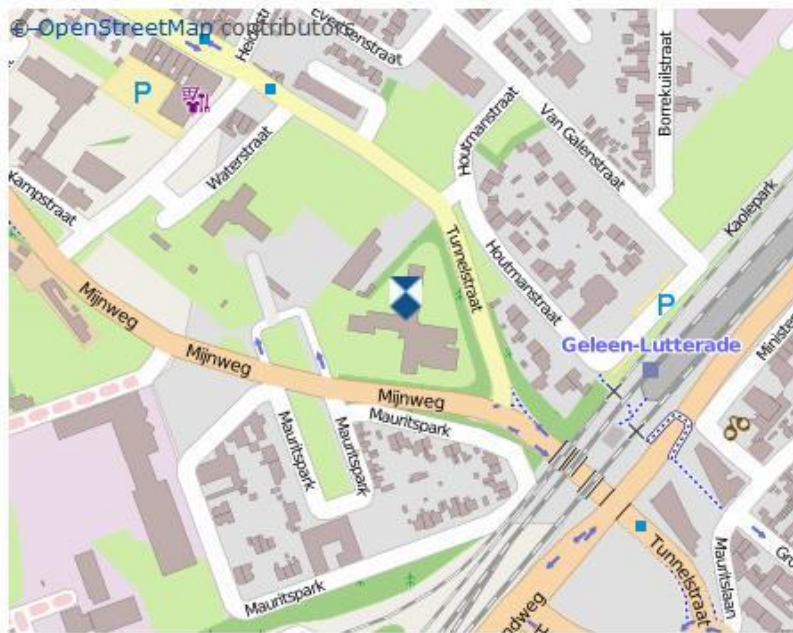 © OpenStreetMap contributors
Borrekuilstraat
P
Houtmanstraat
Van Galenstraat
Waterstraat
Kampstraat
Kaolepark
Tunnelstraat
Houtmanstraat
P
Mijnweg
Geleen-Lutterade
Mijnweg
Mijnweg
Mauritspark
Mauritspark
Mauritspark
Tunnelstraat
Mauritslaan
Mauritspark